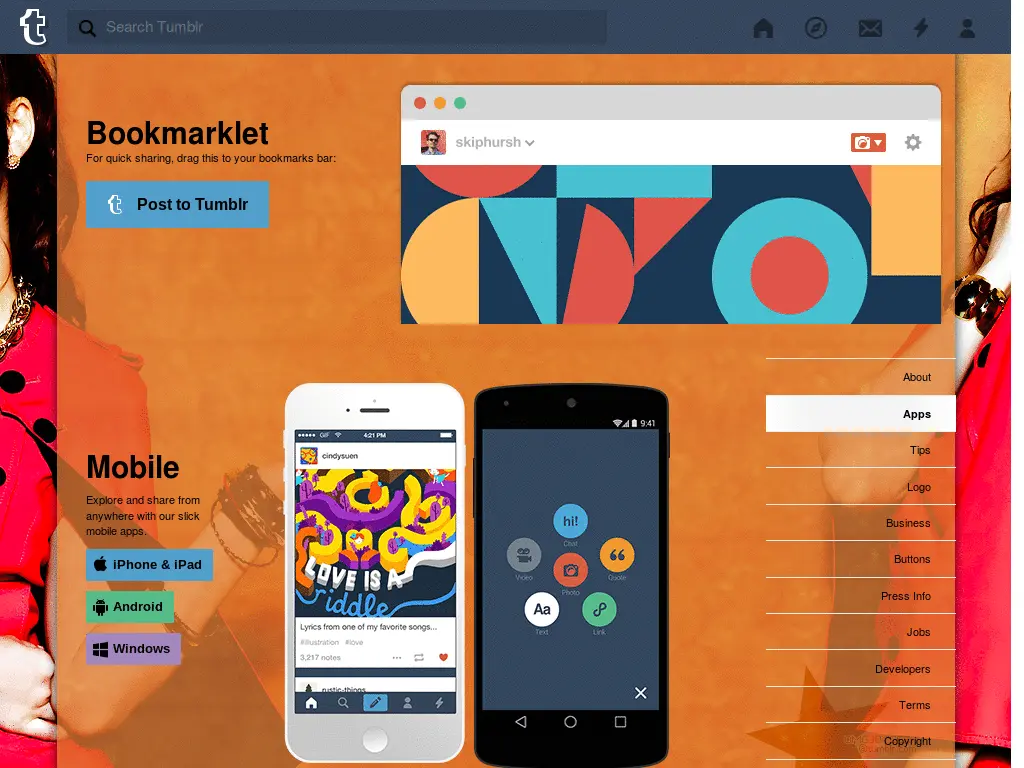 t
Search Tumblr
Bookmarklet
For quick sharing, drag this to your bookmarks bar:
t Post to Tumblr
skiphursh
Mobile
Explore and share from
anywhere with our slick
mobile apps.
iPhone & iPad
Android
Windows
GIF 4:21 PM
cindysuen
LOVE IS A
riddle
Lyrics from one of my favorite songs...
#illustration #love
3,217 notes
rustic-things
9:41
hi!
Chat
Video
Quote
Photo
Aa
Text
Link
About
Apps
Tips
Logo
Business
Buttons
Press Info
Jobs
Developers
Terms
Copyright